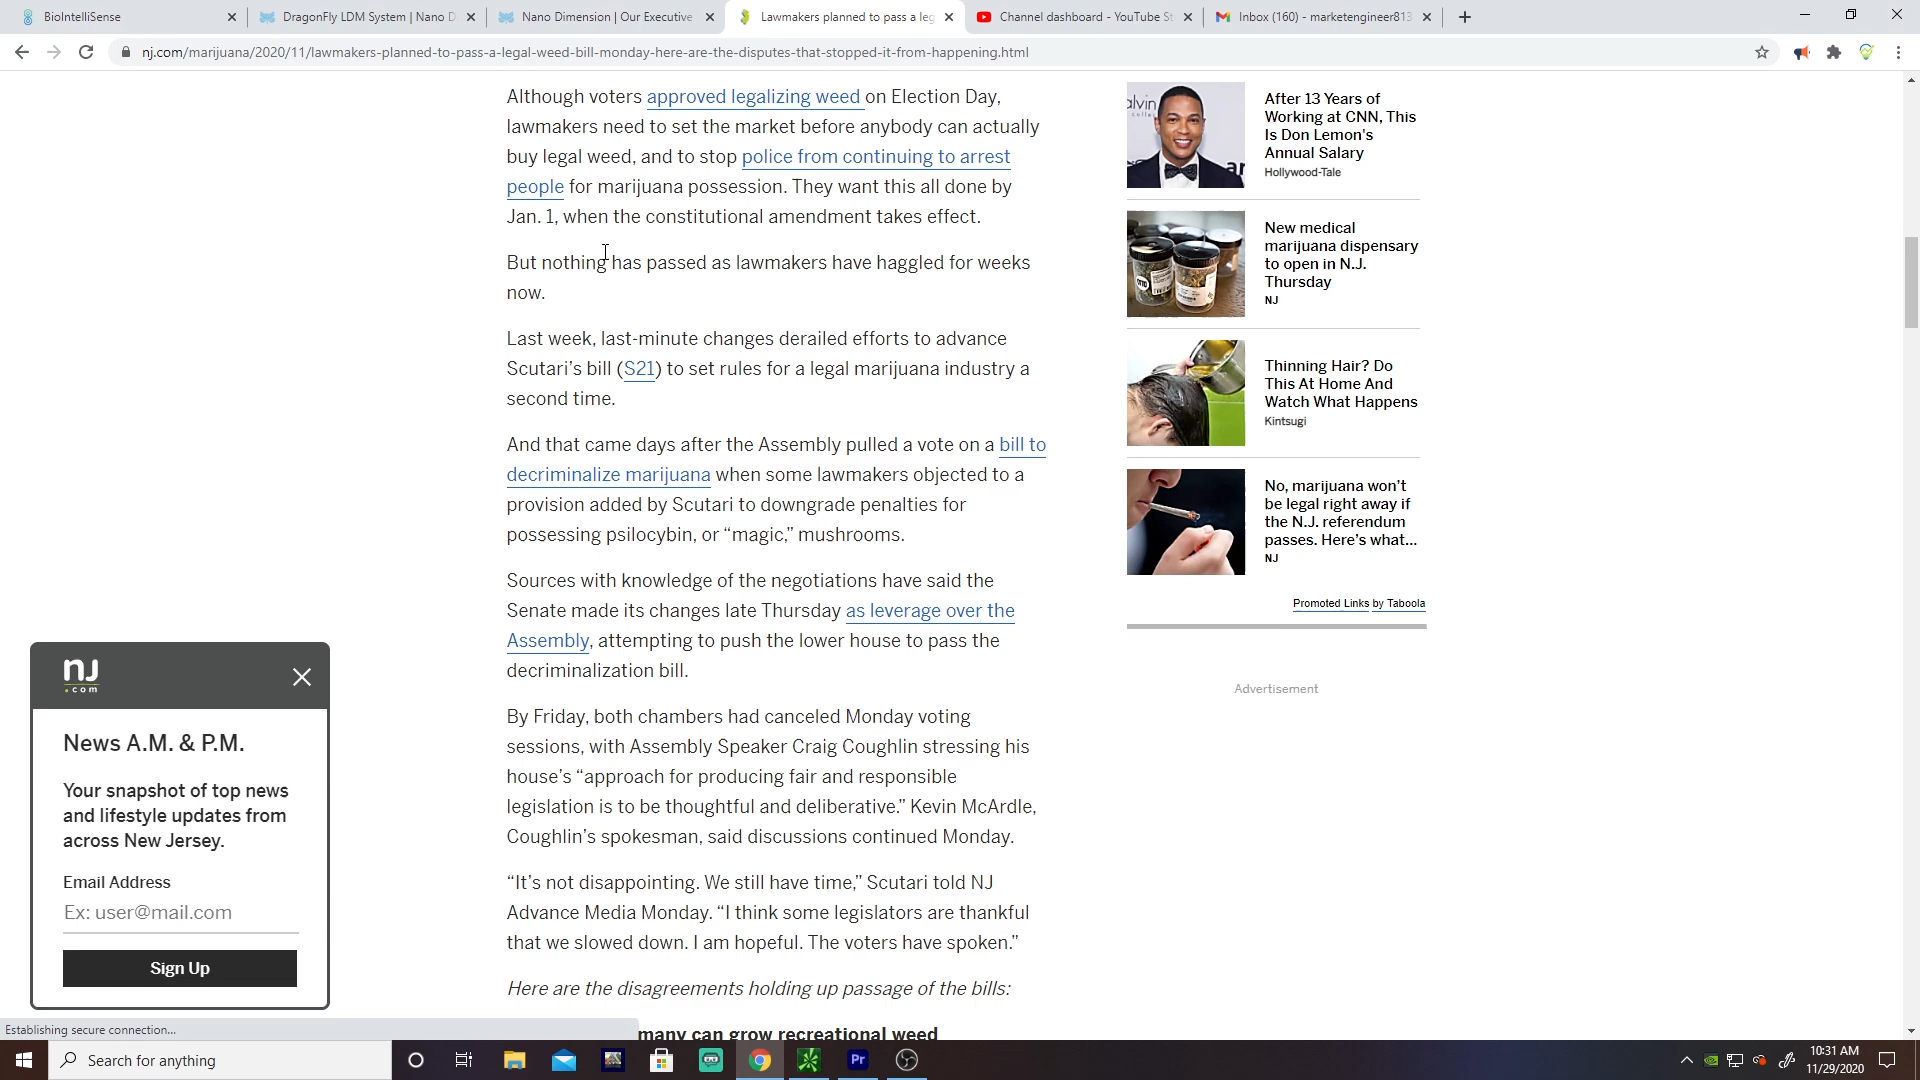 BioIntelliSense
DragonFly LDM System | Nano D
Nano Dimension | Our Executive
Lawmakers planned to pass a leg
Channel dashboard - YouTube St
Inbox (160) - marketengineer813
nj.com/marijuana/2020/11/lawmakers-planned-to-pass-a-legal-weed-bill-monday-here-are-the-disputes-that-stopped-it-from-happening.html
Although voters approved legalizing weed on Election Day,
lawmakers need to set the market before anybody can actually
buy legal weed, and to stop police from continuing to arrest
people for marijuana possession. They want this all done by
Jan. 1, when the constitutional amendment takes effect.
But nothing has passed as lawmakers have haggled for weeks
now.
Last week, last-minute changes derailed efforts to advance
Scutari’s bill (S21) to set rules for a legal marijuana industry a
second time.
And that came days after the Assembly pulled a vote on a bill to
decriminalize marijuana when some lawmakers objected to a
provision added by Scutari to downgrade penalties for
possessing psilocybin, or “magic,” mushrooms.
Sources with knowledge of the negotiations have said the
Senate made its changes late Thursday as leverage over the
Assembly, attempting to push the lower house to pass the
decriminalization bill.
By Friday, both chambers had canceled Monday voting
sessions, with Assembly Speaker Craig Coughlin stressing his
house’s “approach for producing fair and responsible
legislation is to be thoughtful and deliberative.” Kevin McArdle,
Coughlin’s spokesman, said discussions continued Monday.
“It’s not disappointing. We still have time,” Scutari told NJ
Advance Media Monday. “I think some legislators are thankful
that we slowed down. I am hopeful. The voters have spoken.”
Here are the disagreements holding up passage of the bills:
many can grow recreational weed
After 13 Years of
Working at CNN, This
Is Don Lemon's
Annual Salary
Hollywood-Tale
New medical
marijuana dispensary
to open in N.J.
Thursday
NJ
Thinning Hair? Do
This At Home And
Watch What Happens
Kintsugi
No, marijuana won’t
be legal right away if
the N.J. referendum
passes. Here’s what...
NJ
Promoted Links by Taboola
Advertisement
nj
.com
News A.M. & P.M.
Your snapshot of top news
and lifestyle updates from
across New Jersey.
Email Address
Ex: user@mail.com
Sign Up
Establishing secure connection...
Search for anything
Pr
10:31 AM
11/29/2020